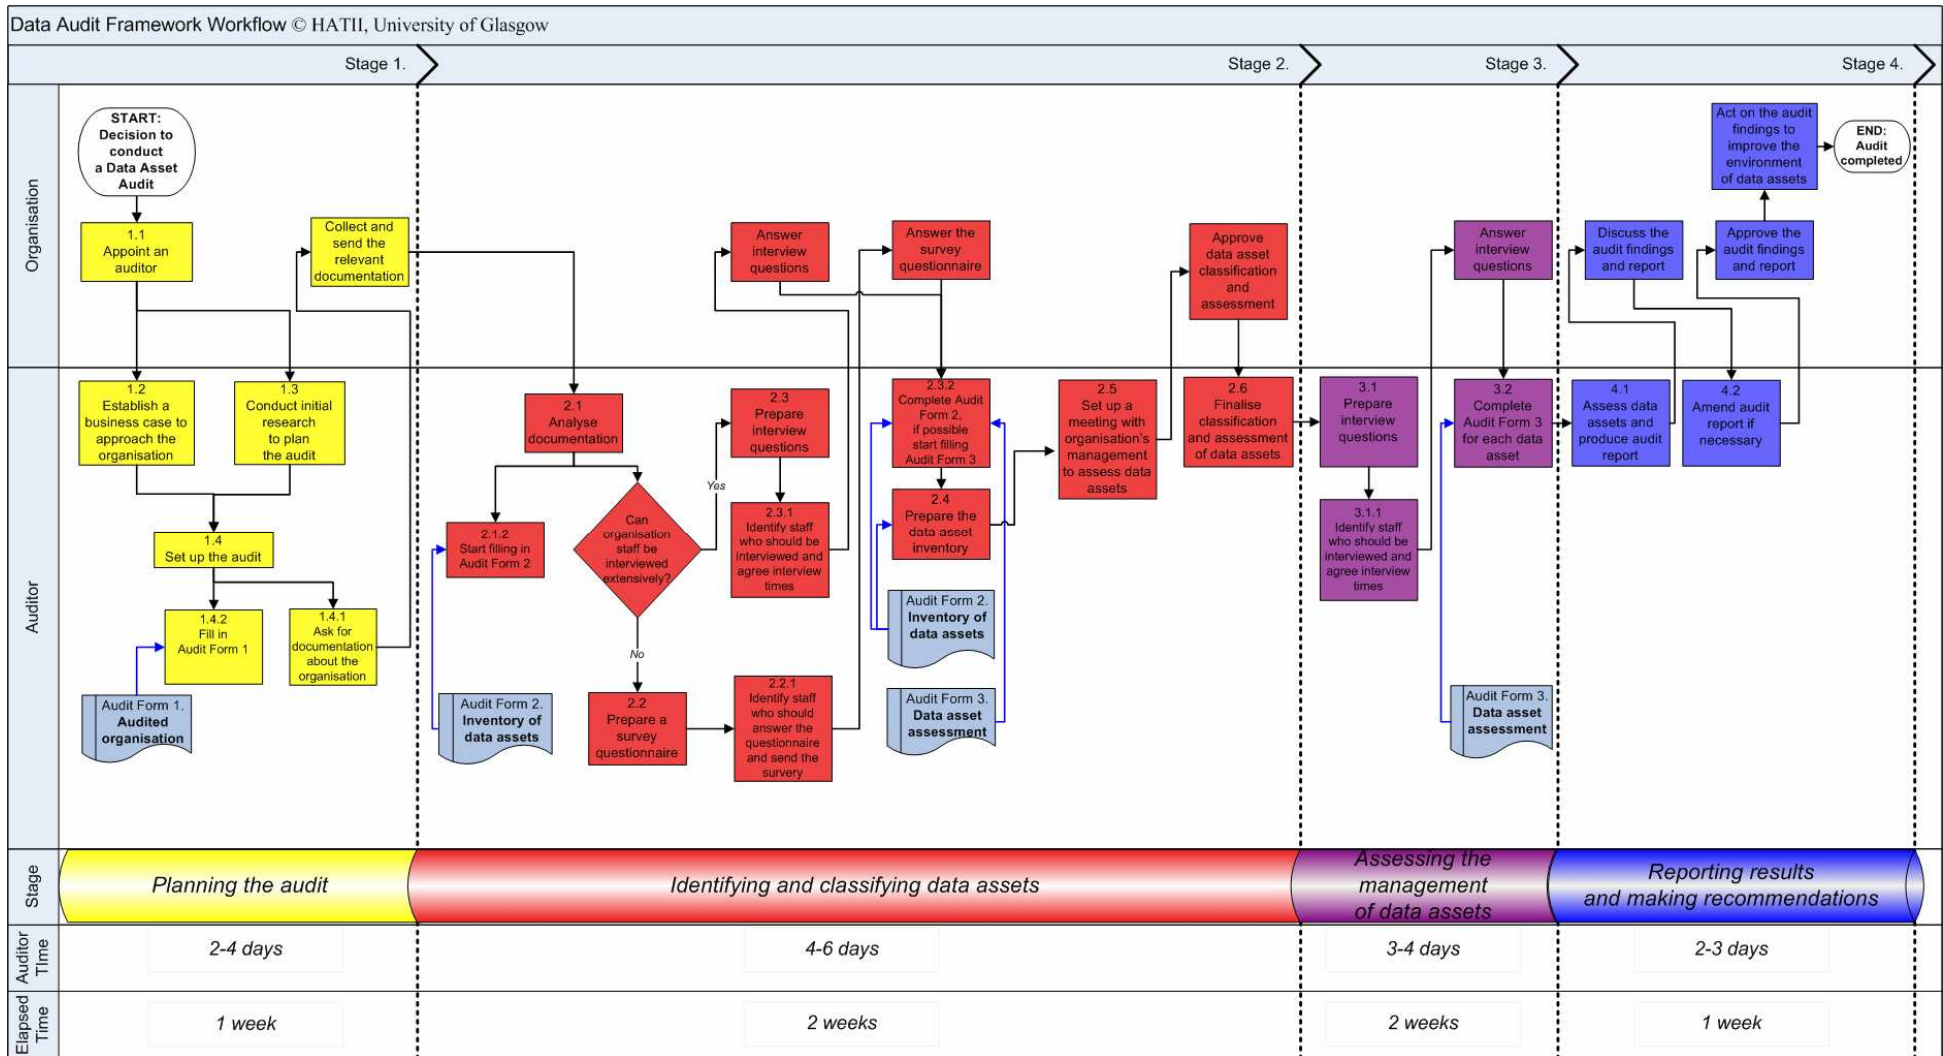 Data Audit Framework Workflow © HATII, University of Glasgow
Stage 1.
Stage 2.
Stage 3.
Stage 4.
Organisation
START:
Decision to
conduct
a Data Asset
Audit
1.1
Appoint an
auditor
Collect and
send the
relevant
documentation
Answer
interview
questions
Answer the
survey
questionnaire
Approve
data asset
classification
and
assessment
Answer
interview
questions
Discuss the
audit findings
and report
Approve the
audit findings
and report
Act on the audit
findings to
improve the
environment
of data assets
END:
Audit
completed
Auditor
1.2
Establish a
business case to
approach the
organisation
1.3
Conduct initial
research
to plan
the audit
1.4
Set up the audit
1.4.2
Fill in
Audit Form 1
1.4.1
Ask for
documentation
about the
organisation
Audit Form 1.
Audited
organisation
2.1
Analyse
documentation
2.1.2
Start filling in
Audit Form 2
Can
organisation
staff be
interviewed
extensively?
Yes
No
Audit Form 2.
Inventory of
data assets
2.2
Prepare a
survey
questionnaire
2.2.1
Identify staff
who should
answer the
questionnaire
and send the
survery
2.3
Prepare
interview
questions
2.3.1
Identify staff
who should be
interviewed and
agree interview
times
2.3.2
Complete Audit
Form 2,
if possible
start filling
Audit Form 3
2.4
Prepare the
data asset
inventory
Audit Form 2.
Inventory of
data assets
Audit Form 3.
Data asset
assessment
2.5
Set up a
meeting with
organisation's
management
to assess data
assets
2.6
Finalise
classification
and assessment
of data assets
3.1
Prepare
interview
questions
3.1.1
Identify staff
who should be
interviewed and
agree interview
times
3.2
Complete
Audit Form 3
for each data
asset
Audit Form 3.
Data asset
assessment
4.1
Assess data
assets and
produce audit
report
4.2
Amend audit
report if
necessary
Stage
Planning the audit
Identifying and classifying data assets
Assessing the
management
of data assets
Reporting results
and making recommendations
Auditor
Time
2-4 days
4-6 days
3-4 days
2-3 days
Elapsed
Time
1 week
2 weeks
2 weeks
1 week